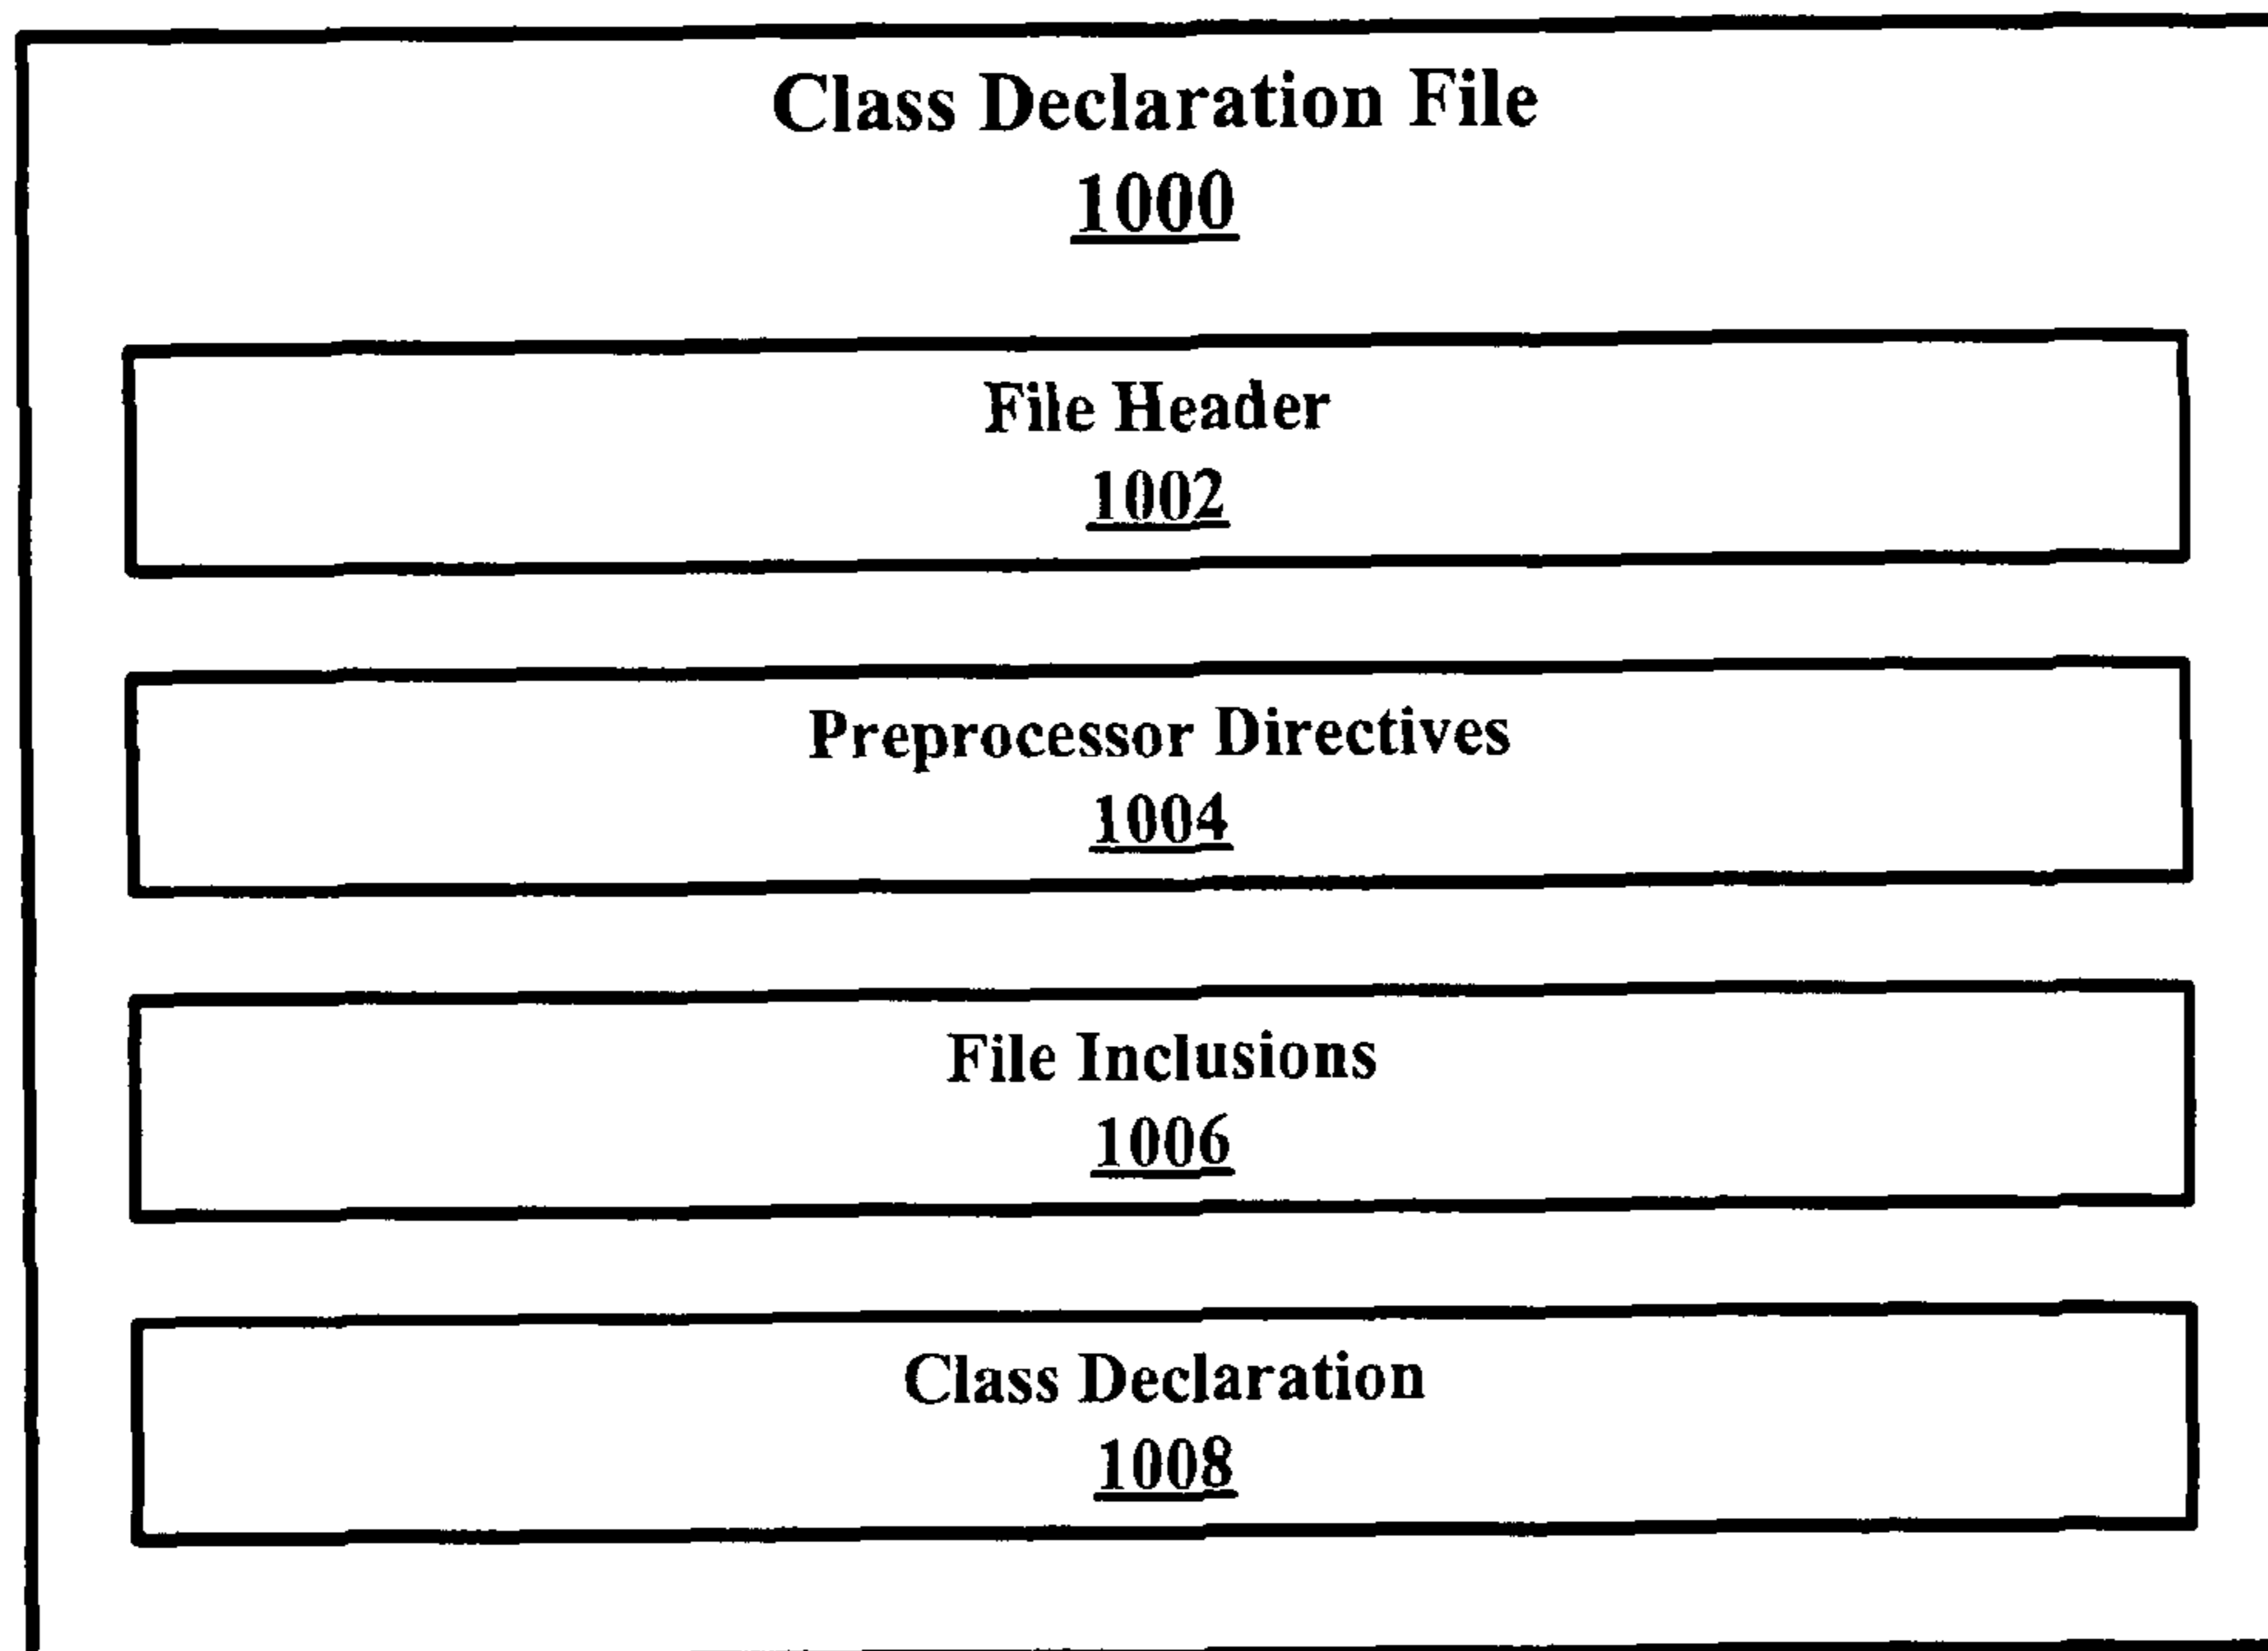 Class Declaration File
1000
File Header
1002
Preprocessor Directives
1004
File Inclusions
1006
Class Declaration
1008